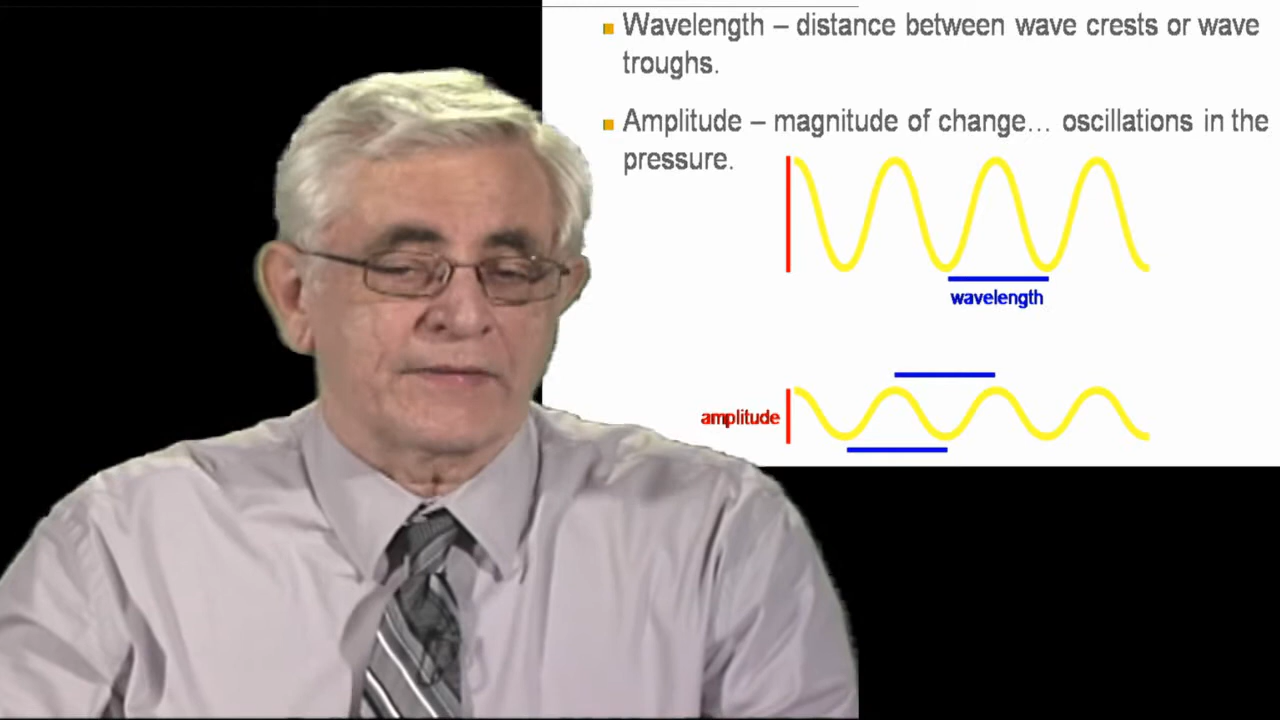 Wavelength – distance between wave crests or wave
troughs.
Amplitude – magnitude of change... oscillations in the
pressure.
wavelength
amplitude